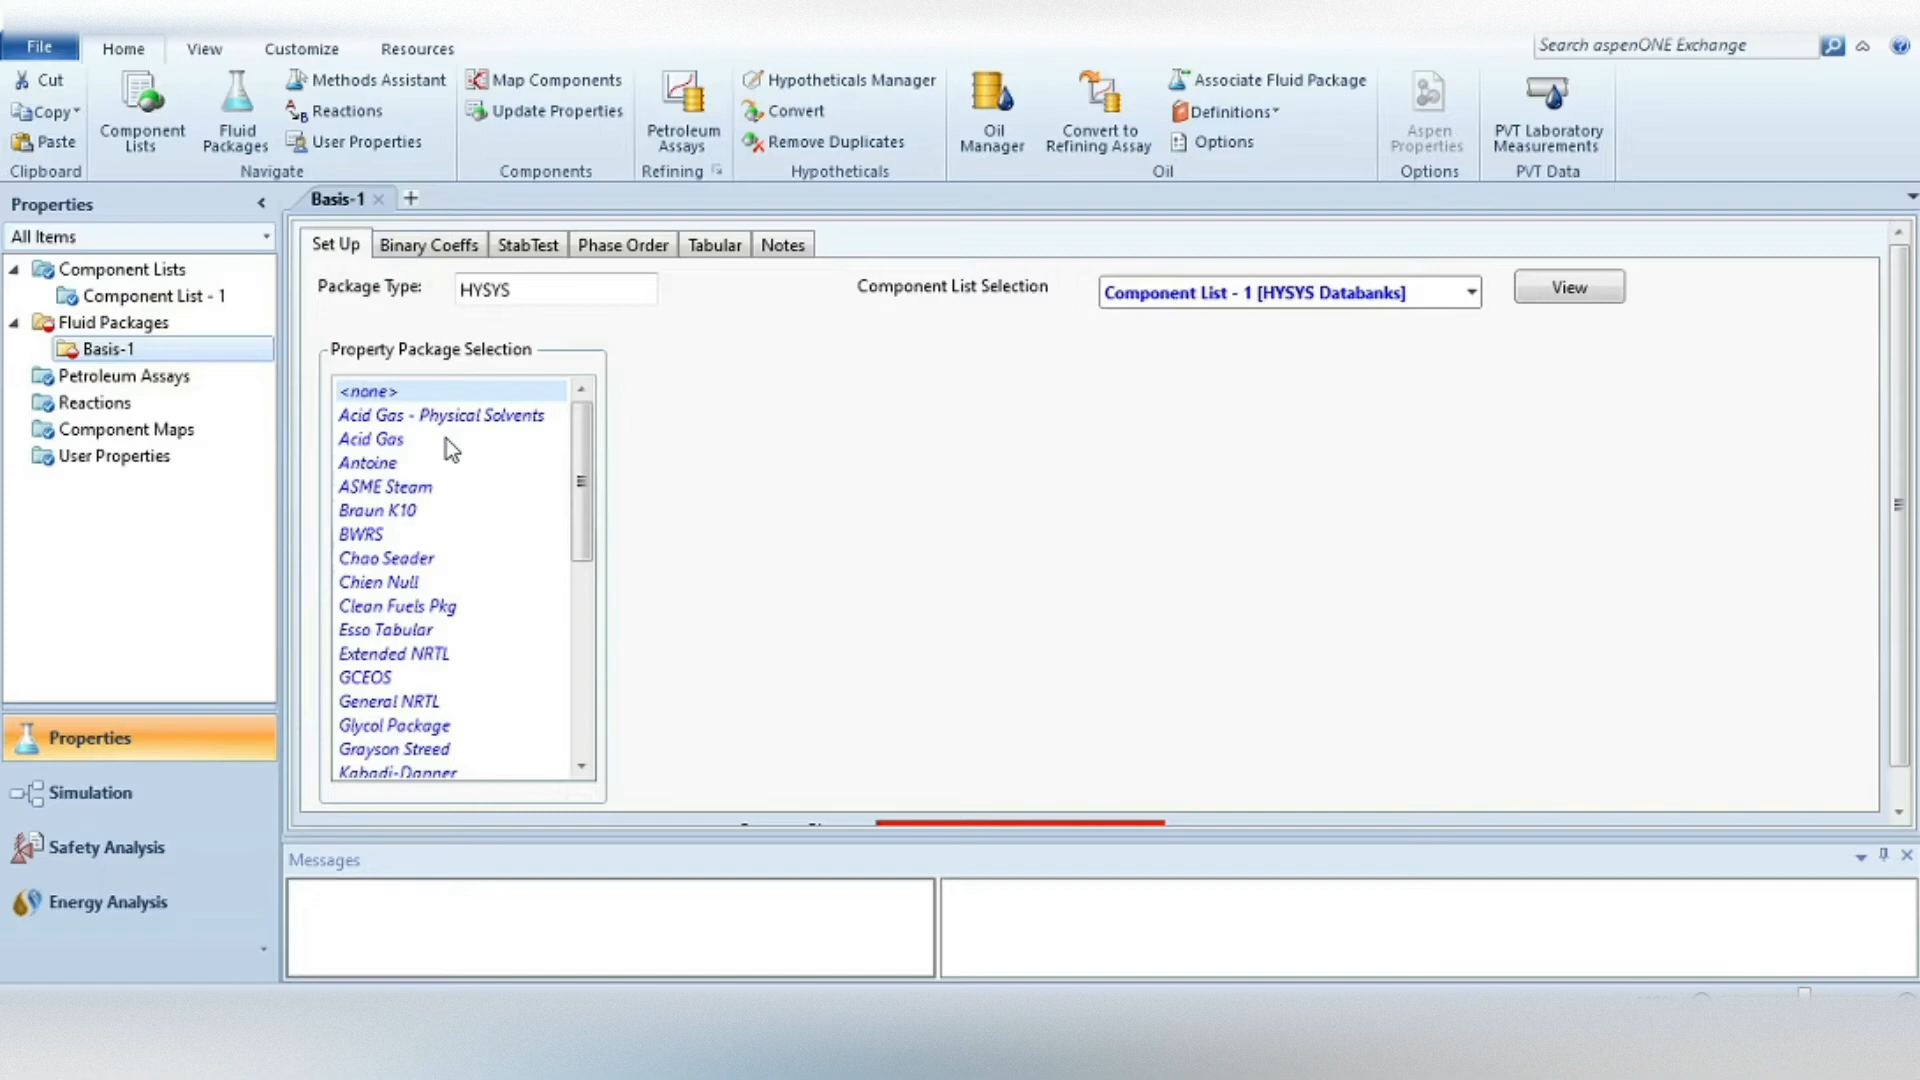 File Home View Customize Resources
Search aspenONE Exchange
Cut
Copy
Paste
Clipboard
Component Lists
Fluid Packages
Methods Assistant
Reactions
User Properties
Navigate
Map Components
Update Properties
Components
Petroleum Assays
Refining
Hypotheticals Manager
Convert
Remove Duplicates
Hypotheticals
Oil Manager
Convert to Refining Assay
Associate Fluid Package
Definitions
Options
Oil
Aspen Properties
Options
PVT Laboratory Measurements
PVT Data
Properties
All Items
Component Lists
Component List - 1
Fluid Packages
Basis-1
Petroleum Assays
Reactions
Component Maps
User Properties
Properties
Simulation
Safety Analysis
Energy Analysis
Basis-1
Set Up Binary Coeffs StabTest Phase Order Tabular Notes
Package Type: HYSYS Component List Selection Component List - 1 [HYSYS Databanks] View
Property Package Selection
<none>
Acid Gas - Physical Solvents
Acid Gas
Antoine
ASME Steam
Braun K10
BWRS
Chao Seader
Chien Null
Clean Fuels Pkg
Esso Tabular
Extended NRTL
GCEOS
General NRTL
Glycol Package
Grayson Streed
Kabadi-Danner
Messages